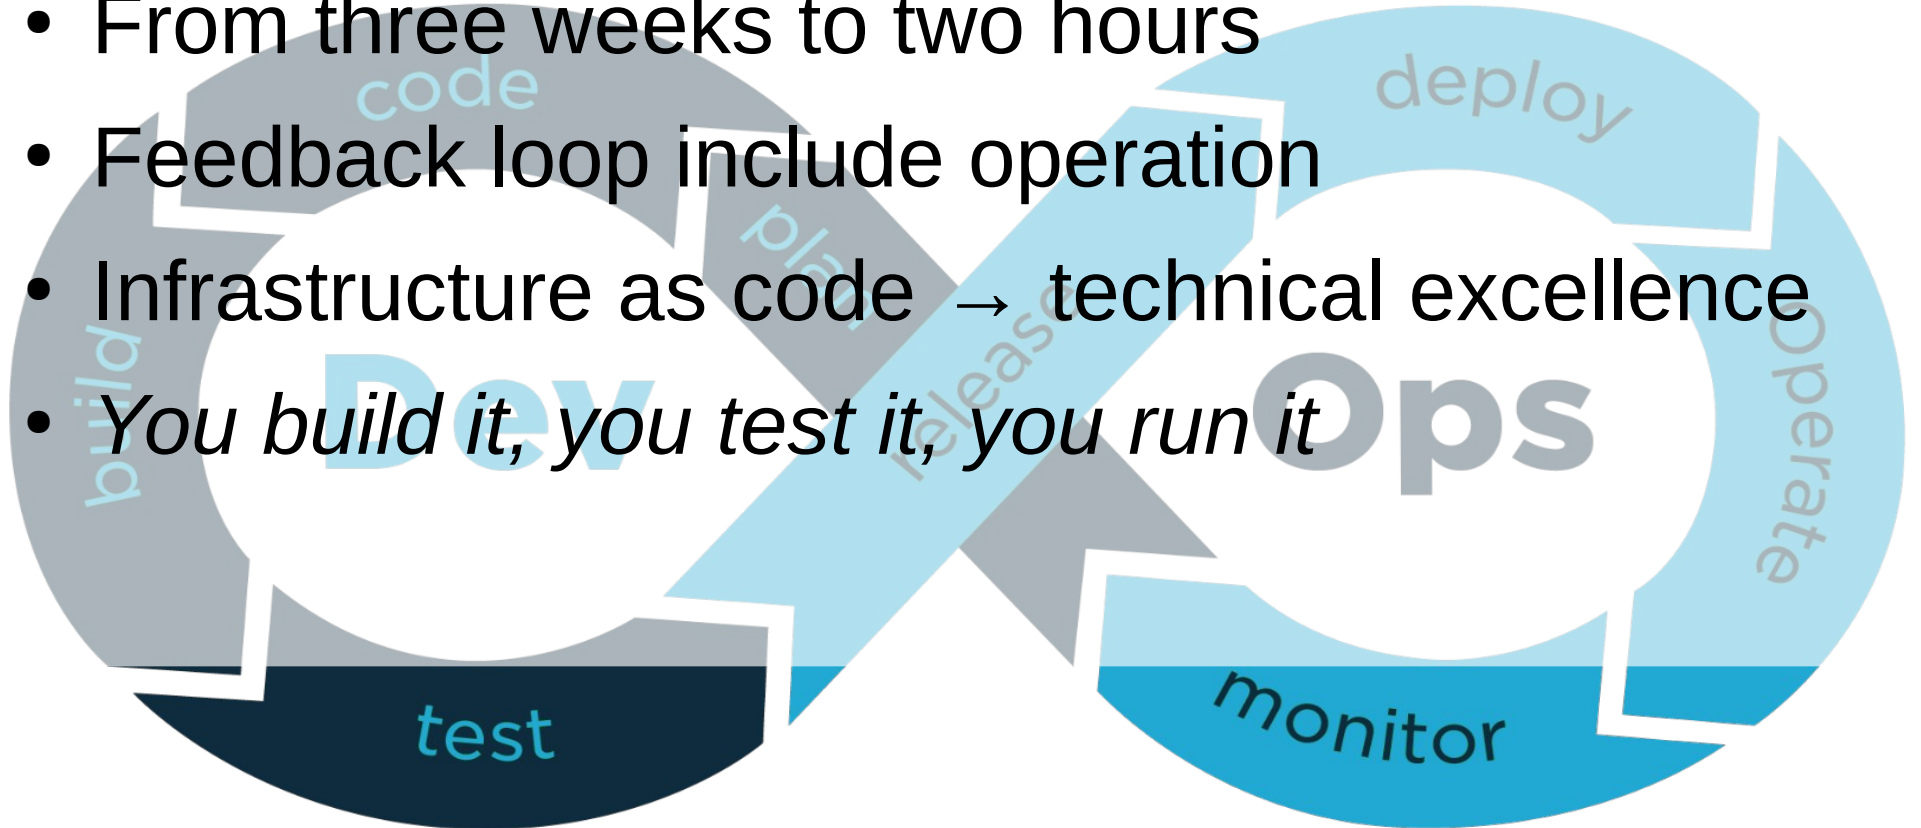 • From three weeks to two hours
• Feedback loop include operation
• Infrastructure as code → technical excellence
• You build it, you test it, you run it
code
plan
build
Dev
test
release
deploy
Ops
Operate
monitor